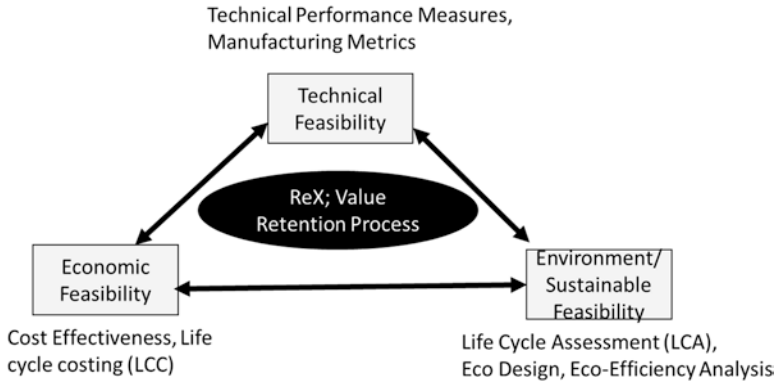 Technical Performance Measures,
Manufacturing Metrics
Technical
Feasibility
ReX; Value
Retention Process
Economic
Feasibility
Environment/
Sustainable
Feasibility
Cost Effectiveness, Life
cycle costing (LCC)
Life Cycle Assessment (LCA),
Eco Design, Eco-Efficiency Analysis